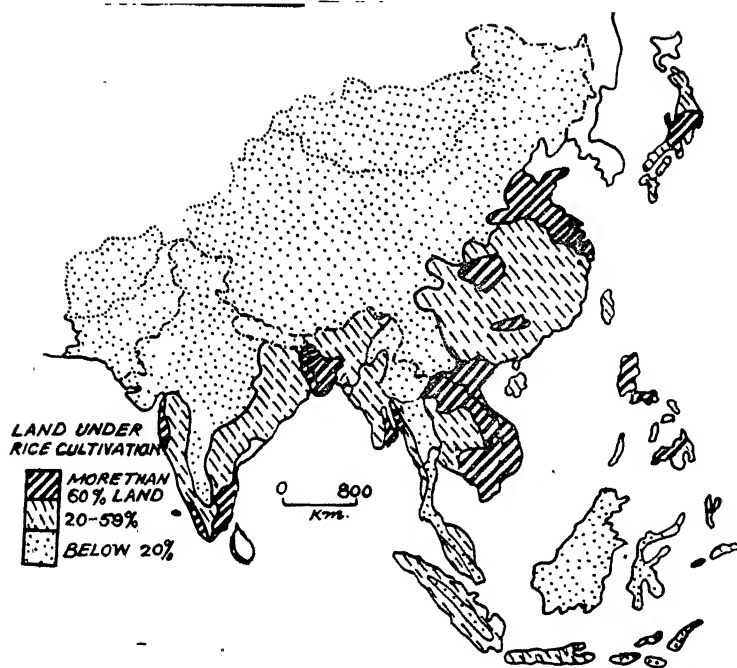 LAND UNDER
RICE CULTIVATION
MORETHAN
60% LAND
20-59%
BELOW 20%
0 800
Km.